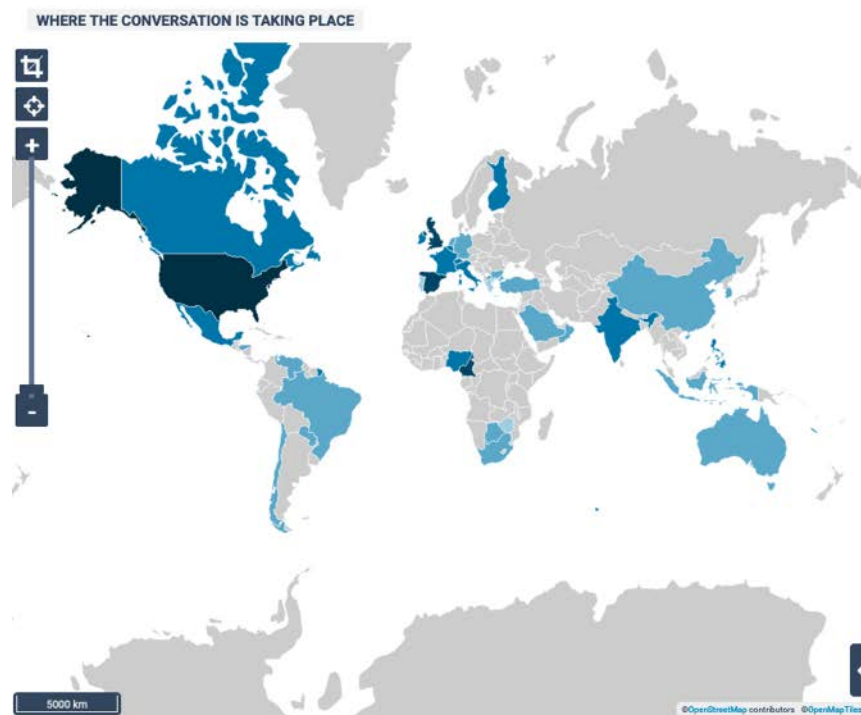 WHERE THE CONVERSATION IS TAKING PLACE
+
-
5000 km
©OpenStreetMap contributors ©OpenMapTiles